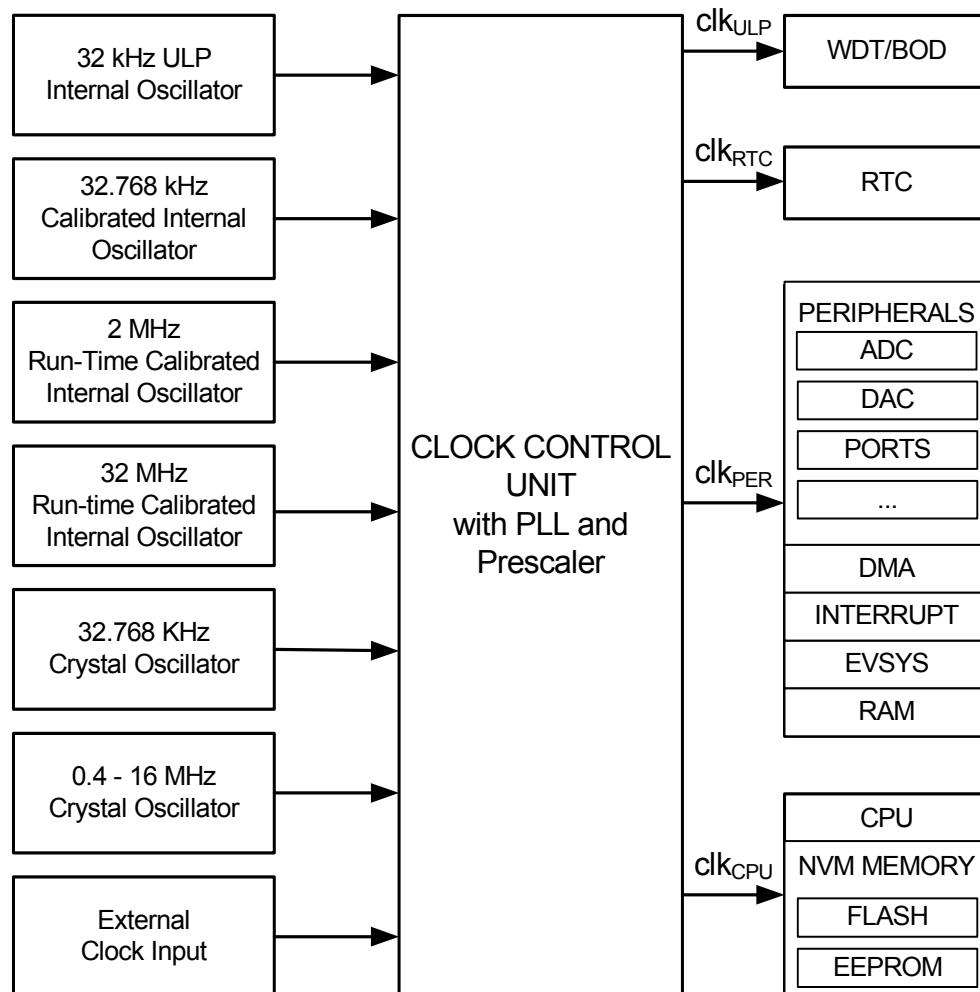 32 kHz ULP
Internal Oscillator
32.768 kHz
Calibrated Internal
Oscillator
2 MHz
Run-Time Calibrated
Internal Oscillator
32 MHz
Run-time Calibrated
Internal Oscillator
32.768 KHz
Crystal Oscillator
0.4 - 16 MHz
Crystal Oscillator
External
Clock Input
CLOCK CONTROL
UNIT
with PLL and
Prescaler
clkULP
WDT/BOD
clkRTC
RTC
clkPER
PERIPHERALS
ADC
DAC
PORTS
...
DMA
INTERRUPT
EVSYS
RAM
clkCPU
CPU
NVM MEMORY
FLASH
EEPROM